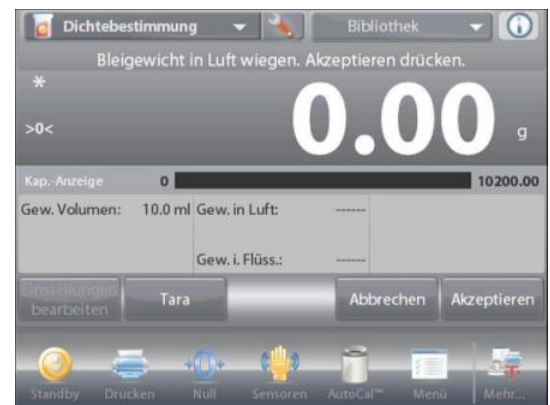 Dichtebestimmung Bibliothek
Bleigewicht in Luft wiegen. Akzeptieren drücken.
*
>0< 0.00 g
Kap.-Anzeige 0 10200.00
Gew. Volumen: 10.0 ml Gew. in Luft: ------
Gew. i. Flüss.: ------
Einstellungen
bearbeiten Tara Abbrechen Akzeptieren
Standby Drucken Null Sensoren AutoCal™ Menü Mehr...